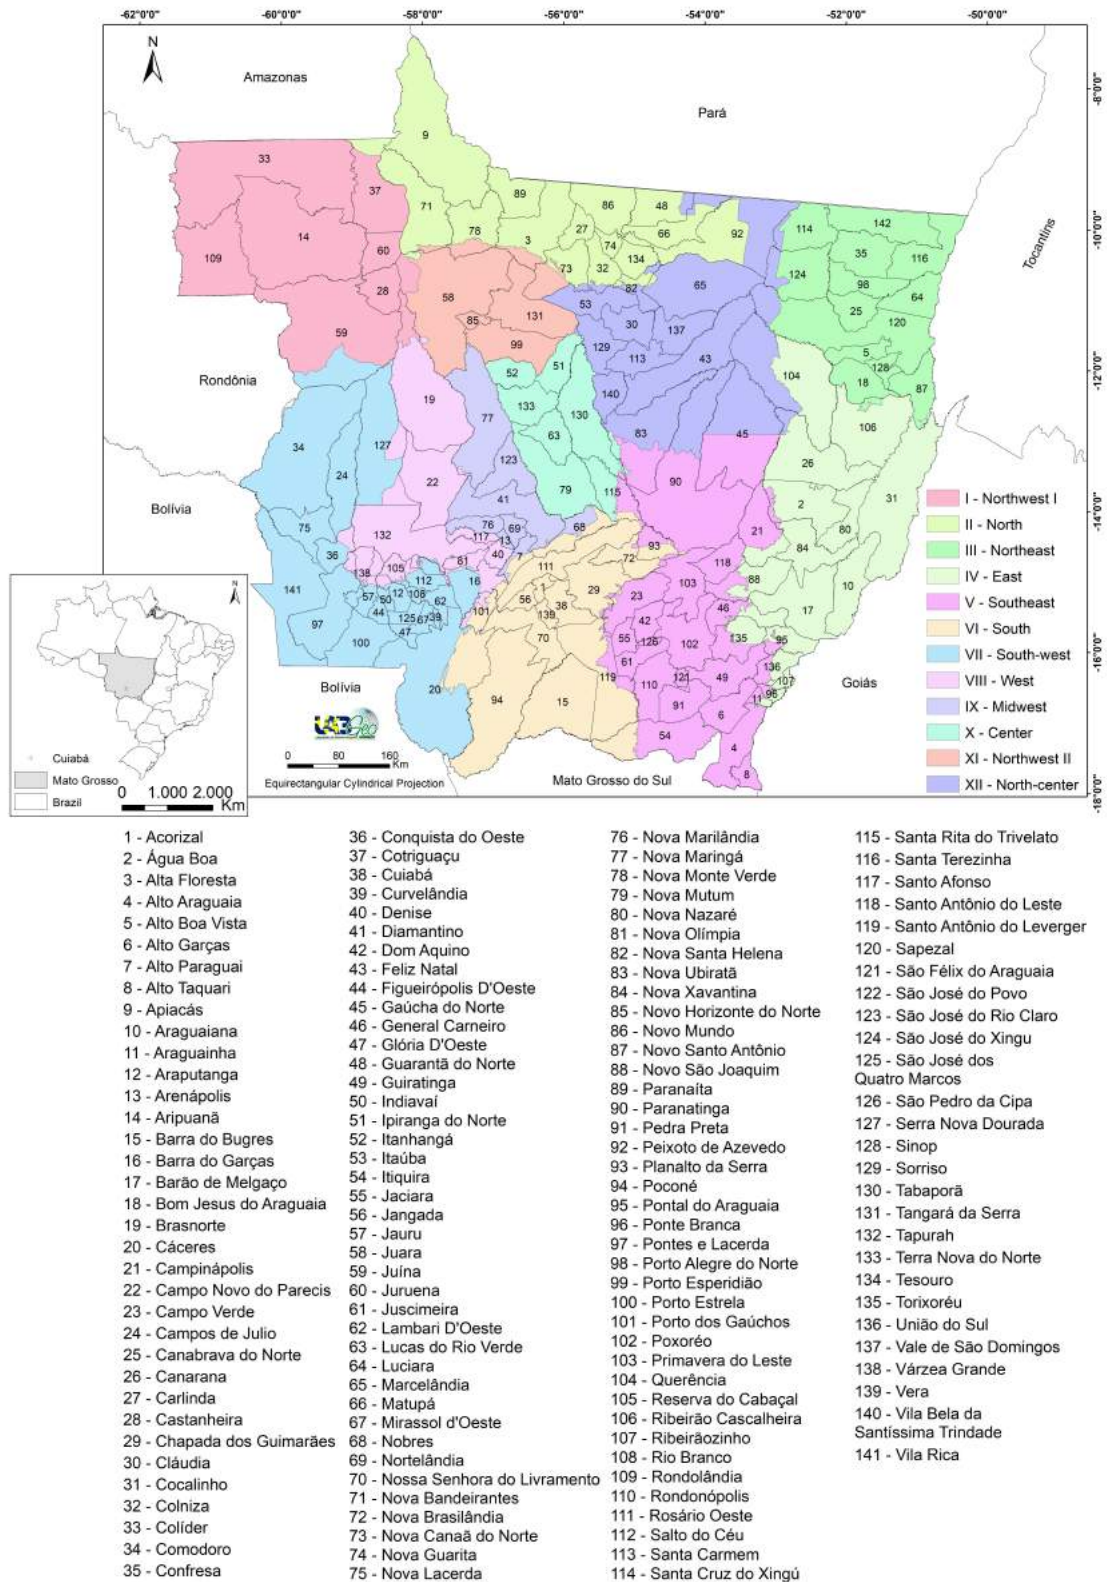 -62°0'0" -60°0'0" -58°0'0" -56°0'0" -54°0'0" -52°0'0" -50°0'0"
N
Amazonas
Pará
Tocantins
Rondônia
Bolívia
Bolívia
Goiás
Mato Grosso do Sul
-8°0'0"
-10°0'0"
-12°0'0"
-14°0'0"
-16°0'0"
-18°0'0"
I - Northwest I
II - North
III - Northeast
IV - East
V - Southeast
VI - South
VII - South-west
VIII - West
IX - Midwest
X - Center
XI - Northwest II
XII - North-center
N
Cuiabá
Mato Grosso
Brazil
0 1.000 2.000
Km
LABGeo
0 80 160
Km
Equirectangular Cylindrical Projection
1 - Acorizal
2 - Água Boa
3 - Alta Floresta
4 - Alto Araguaia
5 - Alto Boa Vista
6 - Alto Garças
7 - Alto Paraguai
8 - Alto Taquari
9 - Apiacás
10 - Araguaiana
11 - Araguainha
12 - Araputanga
13 - Arenápolis
14 - Aripuanã
15 - Barra do Bugres
16 - Barra do Garças
17 - Barão de Melgaço
18 - Bom Jesus do Araguaia
19 - Brasnorte
20 - Cáceres
21 - Campinápolis
22 - Campo Novo do Parecis
23 - Campo Verde
24 - Campos de Julio
25 - Canabrava do Norte
26 - Canarana
27 - Carlinda
28 - Castanheira
29 - Chapada dos Guimarães
30 - Cláudia
31 - Cocalinho
32 - Colniza
33 - Colíder
34 - Comodoro
35 - Confresa
36 - Conquista do Oeste
37 - Cotriguaçu
38 - Cuiabá
39 - Curvelândia
40 - Denise
41 - Diamantino
42 - Dom Aquino
43 - Feliz Natal
44 - Figueirópolis D'Oeste
45 - Gaúcha do Norte
46 - General Carneiro
47 - Glória D'Oeste
48 - Guarantã do Norte
49 - Guiratinga
50 - Indiavaí
51 - Ipiranga do Norte
52 - Itanhangá
53 - Itaúba
54 - Itiquira
55 - Jaciara
56 - Jangada
57 - Jauru
58 - Juara
59 - Juína
60 - Juruena
61 - Juscimeira
62 - Lambari D'Oeste
63 - Lucas do Rio Verde
64 - Luciara
65 - Marcelândia
66 - Matupá
67 - Mirassol d'Oeste
68 - Nobres
69 - Nortelândia
70 - Nossa Senhora do Livramento
71 - Nova Bandeirantes
72 - Nova Brasilândia
73 - Nova Canaã do Norte
74 - Nova Guarita
75 - Nova Lacerda
76 - Nova Marilândia
77 - Nova Maringá
78 - Nova Monte Verde
79 - Nova Mutum
80 - Nova Nazaré
81 - Nova Olímpia
82 - Nova Santa Helena
83 - Nova Ubiratã
84 - Nova Xavantina
85 - Novo Horizonte do Norte
86 - Novo Mundo
87 - Novo Santo Antônio
88 - Novo São Joaquim
89 - Paranaíta
90 - Paranatinga
91 - Pedra Preta
92 - Peixoto de Azevedo
93 - Planalto da Serra
94 - Poconé
95 - Pontal do Araguaia
96 - Ponte Branca
97 - Pontes e Lacerda
98 - Porto Alegre do Norte
99 - Porto Esperidião
100 - Porto Estrela
101 - Porto dos Gaúchos
102 - Poxoréo
103 - Primavera do Leste
104 - Querência
105 - Reserva do Cabaçal
106 - Ribeirão Cascalheira
107 - Ribeirãozinho
108 - Rio Branco
109 - Rondolândia
110 - Rondonópolis
111 - Rosário Oeste
112 - Salto do Céu
113 - Santa Carmem
114 - Santa Cruz do Xingú
115 - Santa Rita do Trivelato
116 - Santa Terezinha
117 - Santo Afonso
118 - Santo Antônio do Leste
119 - Santo Antônio do Leverger
120 - Sapezal
121 - São Félix do Araguaia
122 - São José do Povo
123 - São José do Rio Claro
124 - São José do Xingu
125 - São José dos
Quatro Marcos
126 - São Pedro da Cipa
127 - Serra Nova Dourada
128 - Sinop
129 - Sorriso
130 - Tabaporã
131 - Tangará da Serra
132 - Tapurah
133 - Terra Nova do Norte
134 - Tesouro
135 - Torixoréu
136 - União do Sul
137 - Vale de São Domingos
138 - Várzea Grande
139 - Vera
140 - Vila Bela da
Santíssima Trindade
141 - Vila Rica